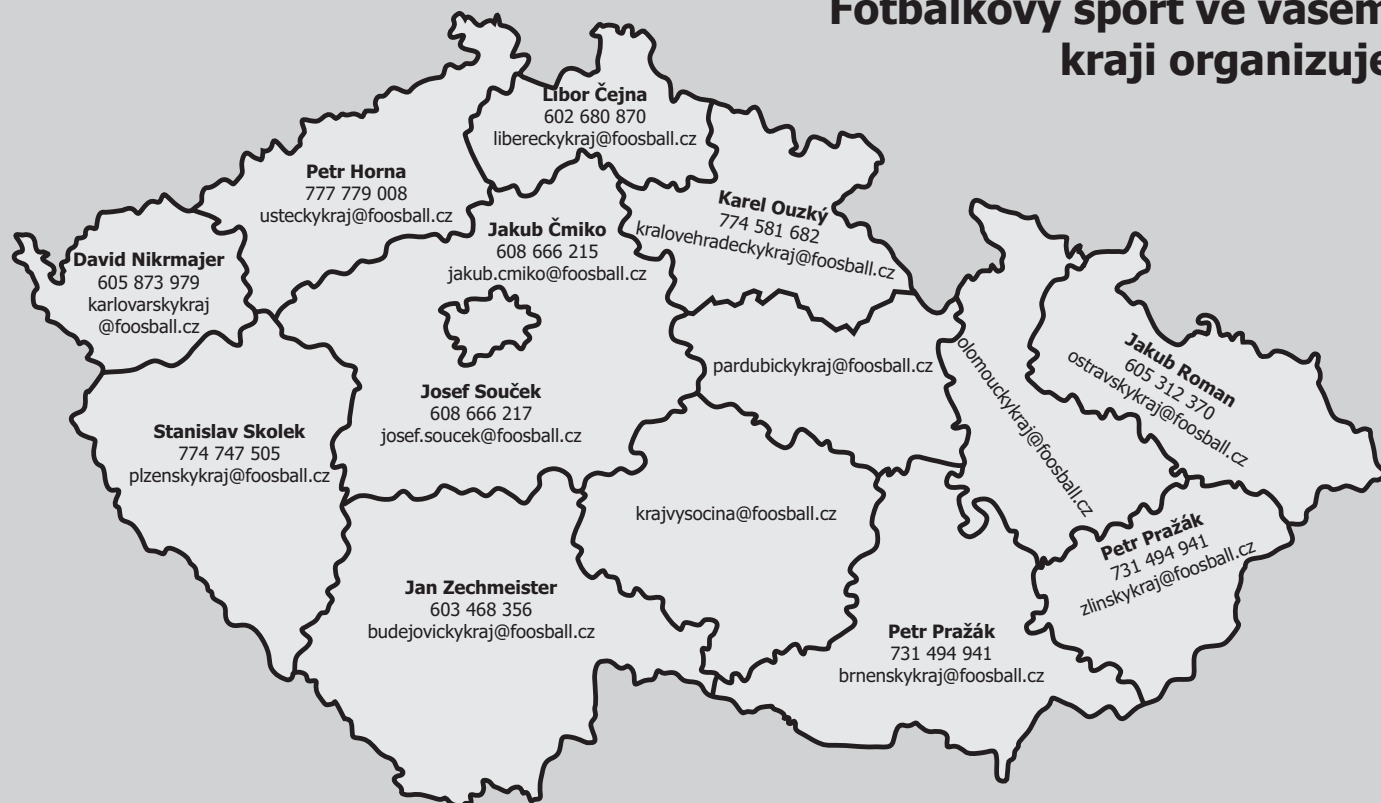 Fotbálkový sport ve vašem
kraji organizuje
Libor Čejna
602 680 870
libereckykraj@foosball.cz
Petr Horna
777 779 008
usteckykraj@foosball.cz
Karel Ouzký
774 581 682
kralovehradeckykraj@foosball.cz
Jakub Čmiko
608 666 215
jakub.cmiko@foosball.cz
David Nikrmajer
605 873 979
karlovarskykraj
@foosball.cz
pardubickykraj@foosball.cz
olomouckykraj@foosball.cz
Jakub Roman
605 312 370
ostravskykraj@foosball.cz
Josef Souček
608 666 217
josef.soucek@foosball.cz
Stanislav Skolek
774 747 505
plzenskykraj@foosball.cz
krajvysocina@foosball.cz
Petr Pražák
731 494 941
zlinskykraj@foosball.cz
Jan Zechmeister
603 468 356
budejovickykraj@foosball.cz
Petr Pražák
731 494 941
brnenskykraj@foosball.cz